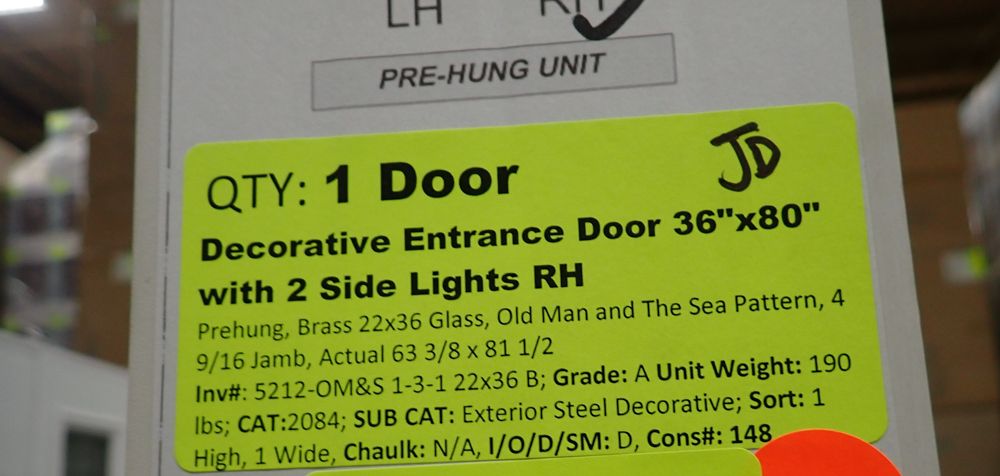 LH RH
PRE-HUNG UNIT
JD
QTY: 1 Door
Decorative Entrance Door 36"x80"
with 2 Side Lights RH
Prehung, Brass 22x36 Glass, Old Man and The Sea Pattern, 4
9/16 Jamb, Actual 63 3/8 x 81 1/2
Inv#: 5212-OM&S 1-3-1 22x36 B; Grade: A Unit Weight: 190
lbs; CAT:2084; SUB CAT: Exterior Steel Decorative; Sort: 1
High, 1 Wide, Chaulk: N/A, I/O/D/SM: D, Cons#: 148